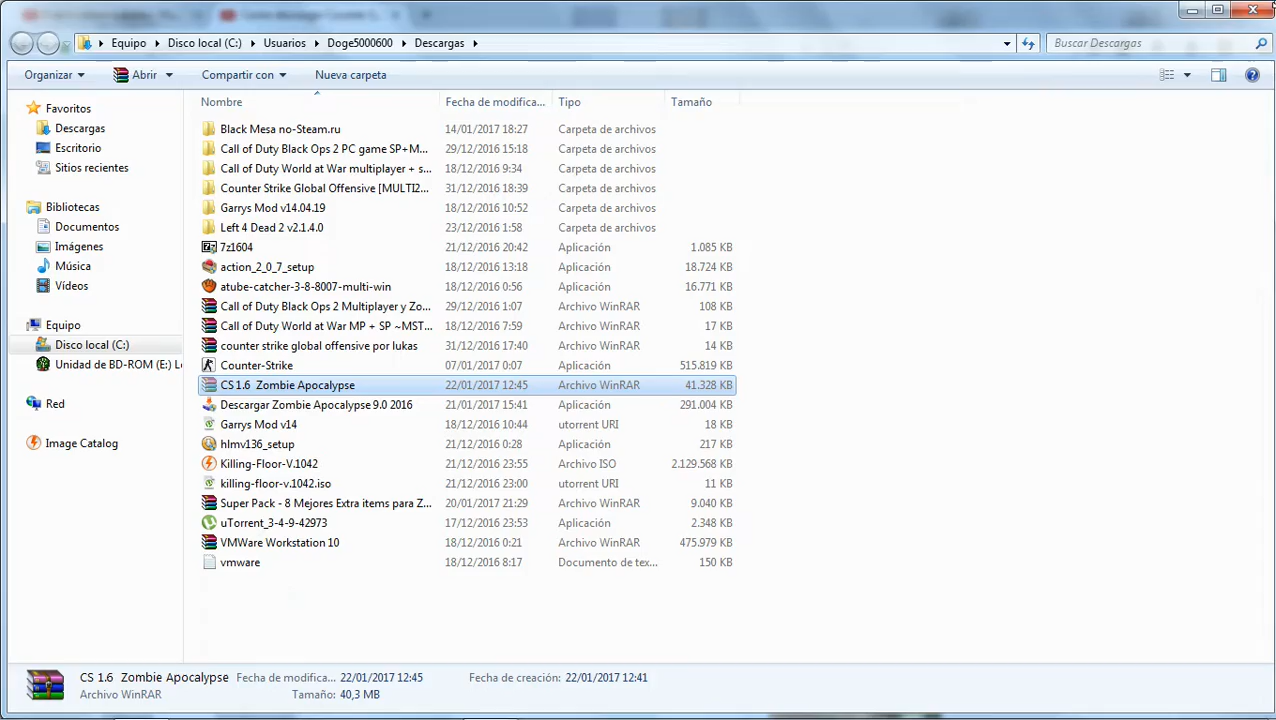 Equipo Disco local (C:) Usuarios Doge5000600 Descargas Buscar Descargas
Organizar Abrir Compartir con Nueva carpeta
Nombre Fecha de modifica... Tipo Tamaño
Favoritos
Descargas
Escritorio
Sitios recientes
Bibliotecas
Documentos
Imágenes
Música
Vídeos
Equipo
Disco local (C:)
Unidad de BD-ROM (E:) L
Red
Image Catalog
Black Mesa no-Steam.ru 14/01/2017 18:27 Carpeta de archivos
Call of Duty Black Ops 2 PC game SP+M... 29/12/2016 15:18 Carpeta de archivos
Call of Duty World at War multiplayer + s... 18/12/2016 9:34 Carpeta de archivos
Counter Strike Global Offensive [MULTI2... 31/12/2016 18:39 Carpeta de archivos
Garrys Mod v14.04.19 18/12/2016 10:52 Carpeta de archivos
Left 4 Dead 2 v2.1.4.0 23/12/2016 1:58 Carpeta de archivos
7z1604 21/12/2016 20:42 Aplicación 1.085 KB
action_2_0_7_setup 18/12/2016 13:18 Aplicación 18.724 KB
atube-catcher-3-8-8007-multi-win 18/12/2016 0:56 Aplicación 16.771 KB
Call of Duty Black Ops 2 Multiplayer y Zo... 29/12/2016 1:07 Archivo WinRAR 108 KB
Call of Duty World at War MP + SP ~MST... 18/12/2016 7:59 Archivo WinRAR 17 KB
counter strike global offensive por lukas 31/12/2016 17:40 Archivo WinRAR 14 KB
Counter-Strike 07/01/2017 0:07 Aplicación 515.819 KB
CS 1.6 Zombie Apocalypse 22/01/2017 12:45 Archivo WinRAR 41.328 KB
Descargar Zombie Apocalypse 9.0 2016 21/01/2017 15:41 Aplicación 291.004 KB
Garrys Mod v14 18/12/2016 10:44 utorrent URI 18 KB
hlmv136_setup 21/12/2016 0:28 Aplicación 217 KB
Killing-Floor-V.1042 21/12/2016 23:55 Archivo ISO 2.129.568 KB
killing-floor-v.1042.iso 21/12/2016 23:00 utorrent URI 11 KB
Super Pack - 8 Mejores Extra items para Z... 20/01/2017 21:29 Archivo WinRAR 9.040 KB
uTorrent_3-4-9-42973 17/12/2016 23:53 Aplicación 2.348 KB
VMWare Workstation 10 18/12/2016 0:21 Archivo WinRAR 475.979 KB
vmware 18/12/2016 8:17 Documento de tex... 150 KB
CS 1.6 Zombie Apocalypse Fecha de modifica... 22/01/2017 12:45 Fecha de creación: 22/01/2017 12:41
Archivo WinRAR Tamaño: 40,3 MB